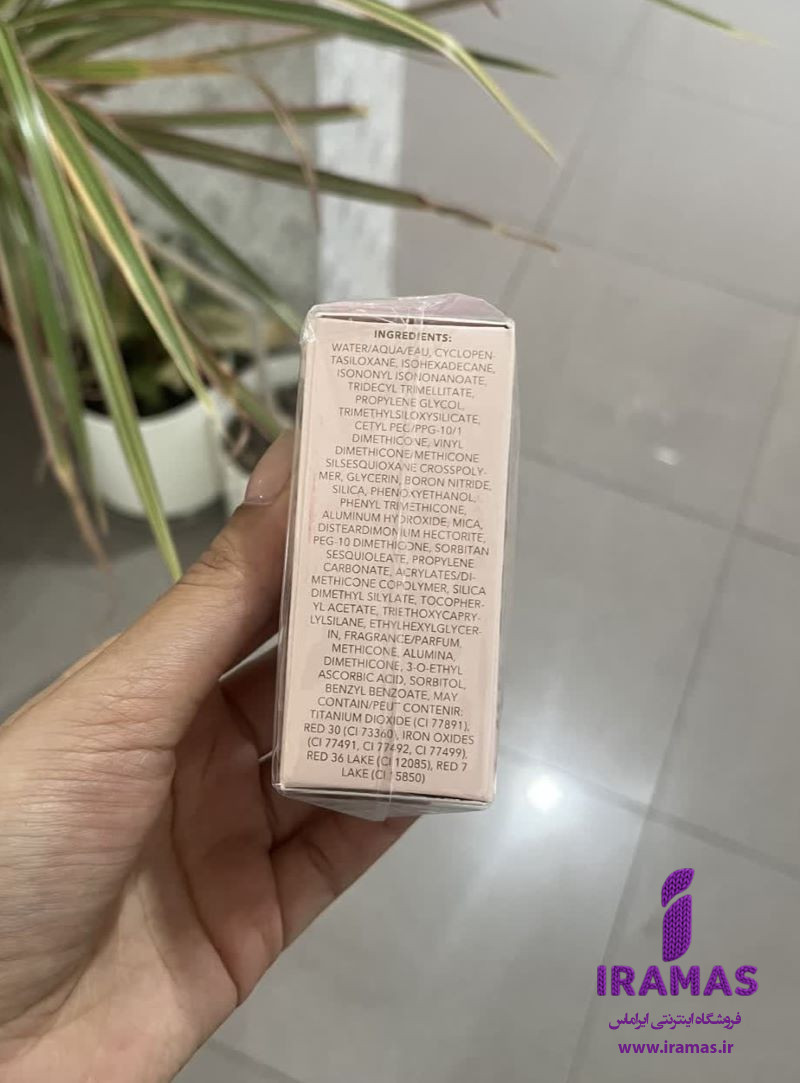 INGREDIENTS:
WATER/AQUA/EAU, CYCLOPEN-
TASILOXANE, ISOHEXADECANE,
ISONONYL ISONONANOATE,
TRIDECYL TRIMELLITATE,
PROPYLENE GLYCOL,
TRIMETHYLSILOXYSILICATE,
CETYL PEG/PPG-10/1
DIMETHICONE, VINYL
DIMETHICONE/METHICONE
SILSESQUIOXANE CROSSPOLY-
MER, GLYCERIN, BORON NITRIDE,
SILICA, PHENOXYETHANOL,
PHENYL TRIMETHICONE,
ALUMINUM HYDROXIDE, MICA,
DISTEARDIMONIUM HECTORITE,
PEG-10 DIMETHICONE, SORBITAN
SESQUIOLEATE, PROPYLENE
CARBONATE, ACRYLATES/DI-
METHICONE COPOLYMER, SILICA
DIMETHYL SILYLATE, TOCOPHER-
YL ACETATE, TRIETHOXYCAPRY-
LYLSILANE, ETHYLHEXYLGLYCER-
IN, FRAGRANCE/PARFUM,
METHICONE, ALUMINA,
DIMETHICONE, 3-O-ETHYL
ASCORBIC ACID, SORBITOL,
BENZYL BENZOATE, MAY
CONTAIN/PEUT CONTENIR:
TITANIUM DIOXIDE (CI 77891),
RED 30 (CI 73360), IRON OXIDES
(CI 77491, CI 77492, CI 77499),
RED 36 LAKE (CI 12085), RED 7
LAKE (CI 15850)
IRAMAS
فروشگاه اینترنتی ایراماس
www.iramas.ir